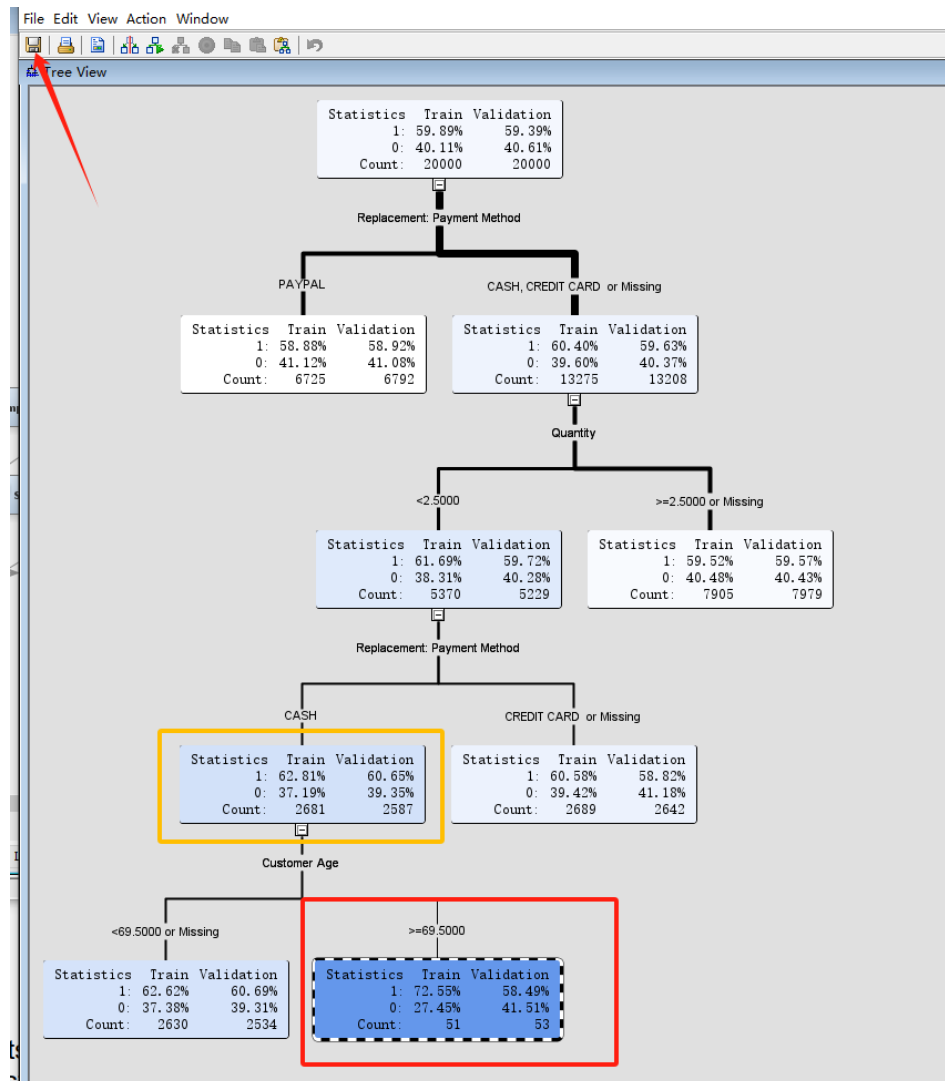 File Edit View Action Window
Tree View
Statistics Train Validation
1: 59.89% 59.39%
0: 40.11% 40.61%
Count: 20000 20000
Replacement: Payment Method
PAYPAL
CASH, CREDIT CARD or Missing
Statistics Train Validation
1: 58.88% 58.92%
0: 41.12% 41.08%
Count: 6725 6792
Statistics Train Validation
1: 60.40% 59.63%
0: 39.60% 40.37%
Count: 13275 13208
Quantity
<2.5000
>=2.5000 or Missing
Statistics Train Validation
1: 61.69% 59.72%
0: 38.31% 40.28%
Count: 5370 5229
Statistics Train Validation
1: 59.52% 59.57%
0: 40.48% 40.43%
Count: 7905 7979
Replacement: Payment Method
CASH
CREDIT CARD or Missing
Statistics Train Validation
1: 62.81% 60.65%
0: 37.19% 39.35%
Count: 2681 2587
Statistics Train Validation
1: 60.58% 58.82%
0: 39.42% 41.18%
Count: 2689 2642
Customer Age
<69.5000 or Missing
>=69.5000
Statistics Train Validation
1: 62.62% 60.69%
0: 37.38% 39.31%
Count: 2630 2534
Statistics Train Validation
1: 72.55% 58.49%
0: 27.45% 41.51%
Count: 51 53